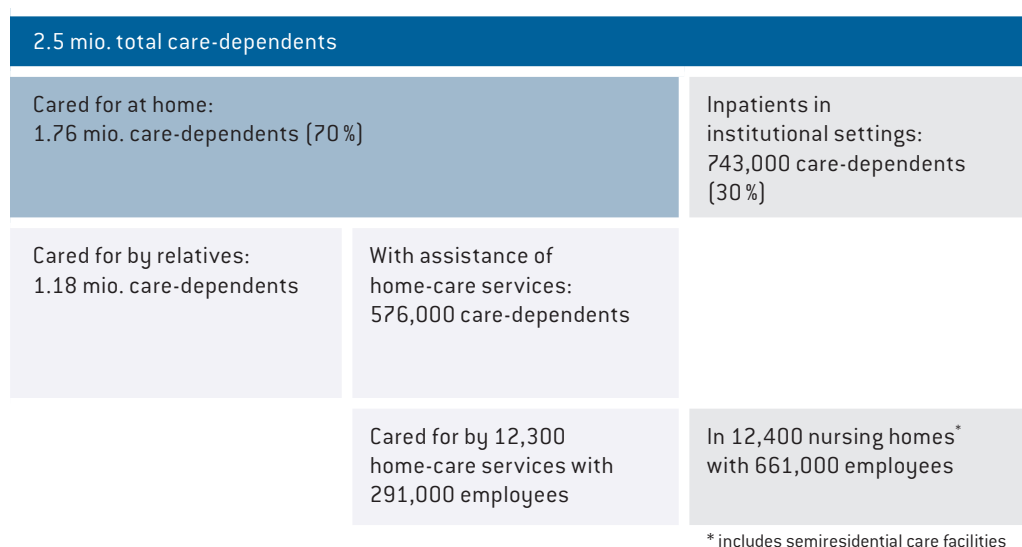 2.5 mio. total care-dependents
Cared for at home:
1.76 mio. care-dependents (70 %)
Inpatients in
institutional settings:
743,000 care-dependents
(30 %)
Cared for by relatives:
1.18 mio. care-dependents
With assistance of
home-care services:
576,000 care-dependents
Cared for by 12,300
home-care services with
291,000 employees
In 12,400 nursing homes*
with 661,000 employees
* includes semiresidential care facilities